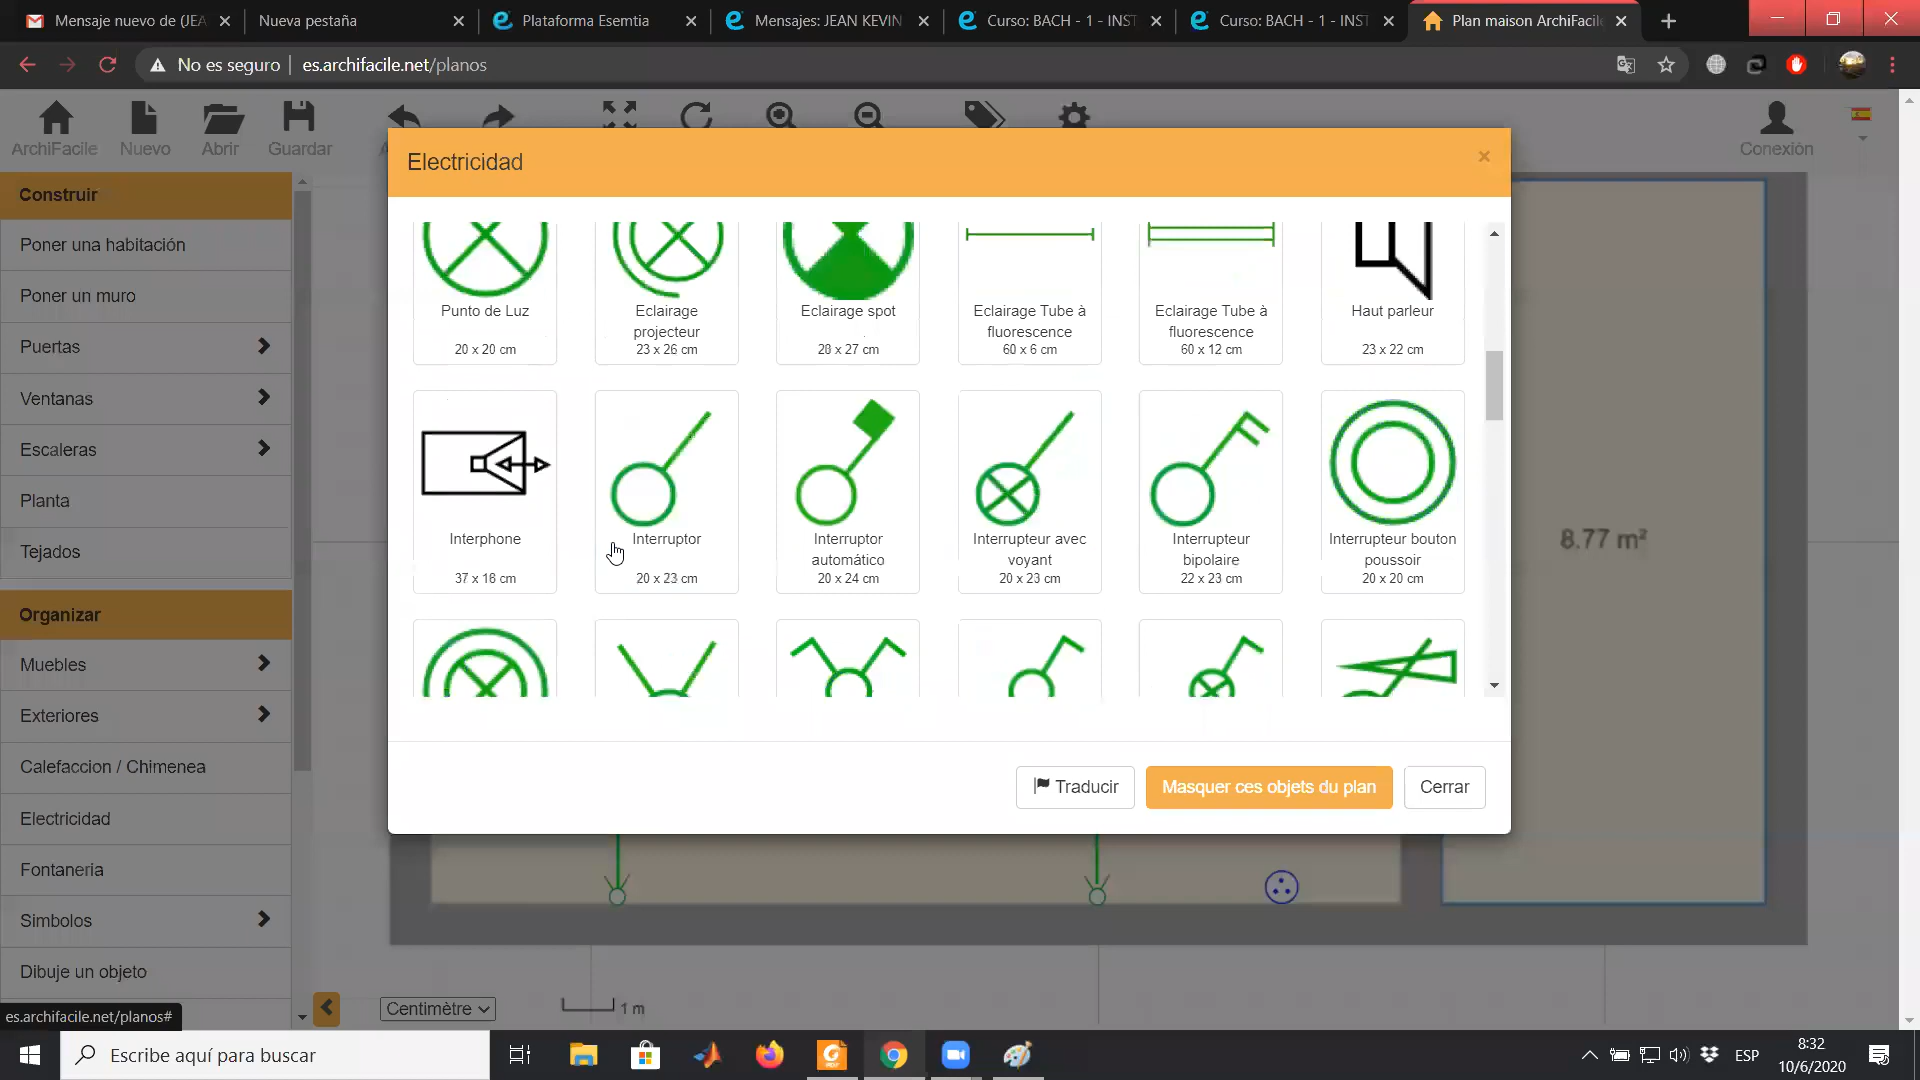 Mensaje nuevo de (JEA
Nueva pestaña
Plataforma Esemtia
Mensajes: JEAN KEVIN
Curso: BACH - 1 - INST
Curso: BACH - 1 - INST
Plan maison ArchiFacile
No es seguro
es.archifacile.net/planos
ArchiFacile
Nuevo
Abrir
Guardar
Conexión
Construir
Poner una habitación
Poner un muro
Puertas
Ventanas
Escaleras
Planta
Tejados
Organizar
Muebles
Exteriores
Calefaccion / Chimenea
Electricidad
Fontaneria
Simbolos
Dibuje un objeto
es.archifacile.net/planos#
Electricidad
Punto de Luz
20 x 20 cm
Eclairage
projecteur
23 x 26 cm
Eclairage spot
28 x 27 cm
Eclairage Tube à
fluorescence
60 x 6 cm
Eclairage Tube à
fluorescence
60 x 12 cm
Haut parleur
23 x 22 cm
Interphone
37 x 18 cm
Interruptor
20 x 23 cm
Interruptor
automático
20 x 24 cm
Interrupteur avec
voyant
20 x 23 cm
Interrupteur
bipolaire
22 x 23 cm
Interrupteur bouton
poussoir
20 x 20 cm
Traducir
Masquer ces objets du plan
Cerrar
8.77 m²
Centimètre
1 m
Escribe aquí para buscar
ESP
8:32
10/6/2020